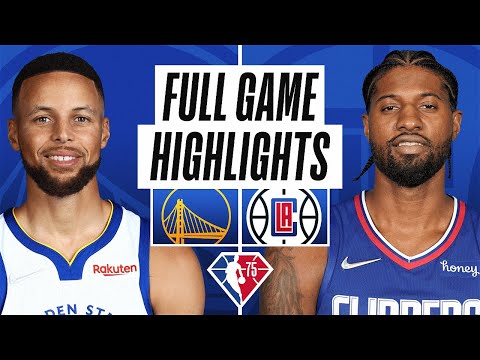 FULL GAME
HIGHLIGHTS
LA
75
Rakuten
honey
DEN STA
CLIPPERS